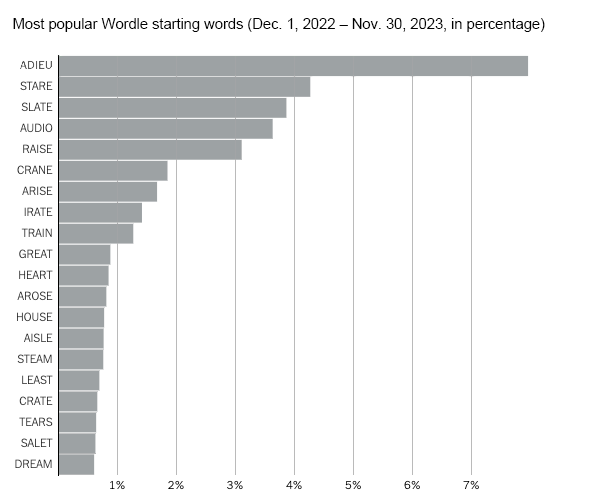 Most popular Wordle starting words (Dec. 1, 2022 – Nov. 30, 2023, in percentage)
ADIEU
STARE
SLATE
AUDIO
RAISE
CRANE
ARISE
IRATE
TRAIN
GREAT
HEART
AROSE
HOUSE
AISLE
STEAM
LEAST
CRATE
TEARS
SALET
DREAM
1% 2% 3% 4% 5% 6% 7%